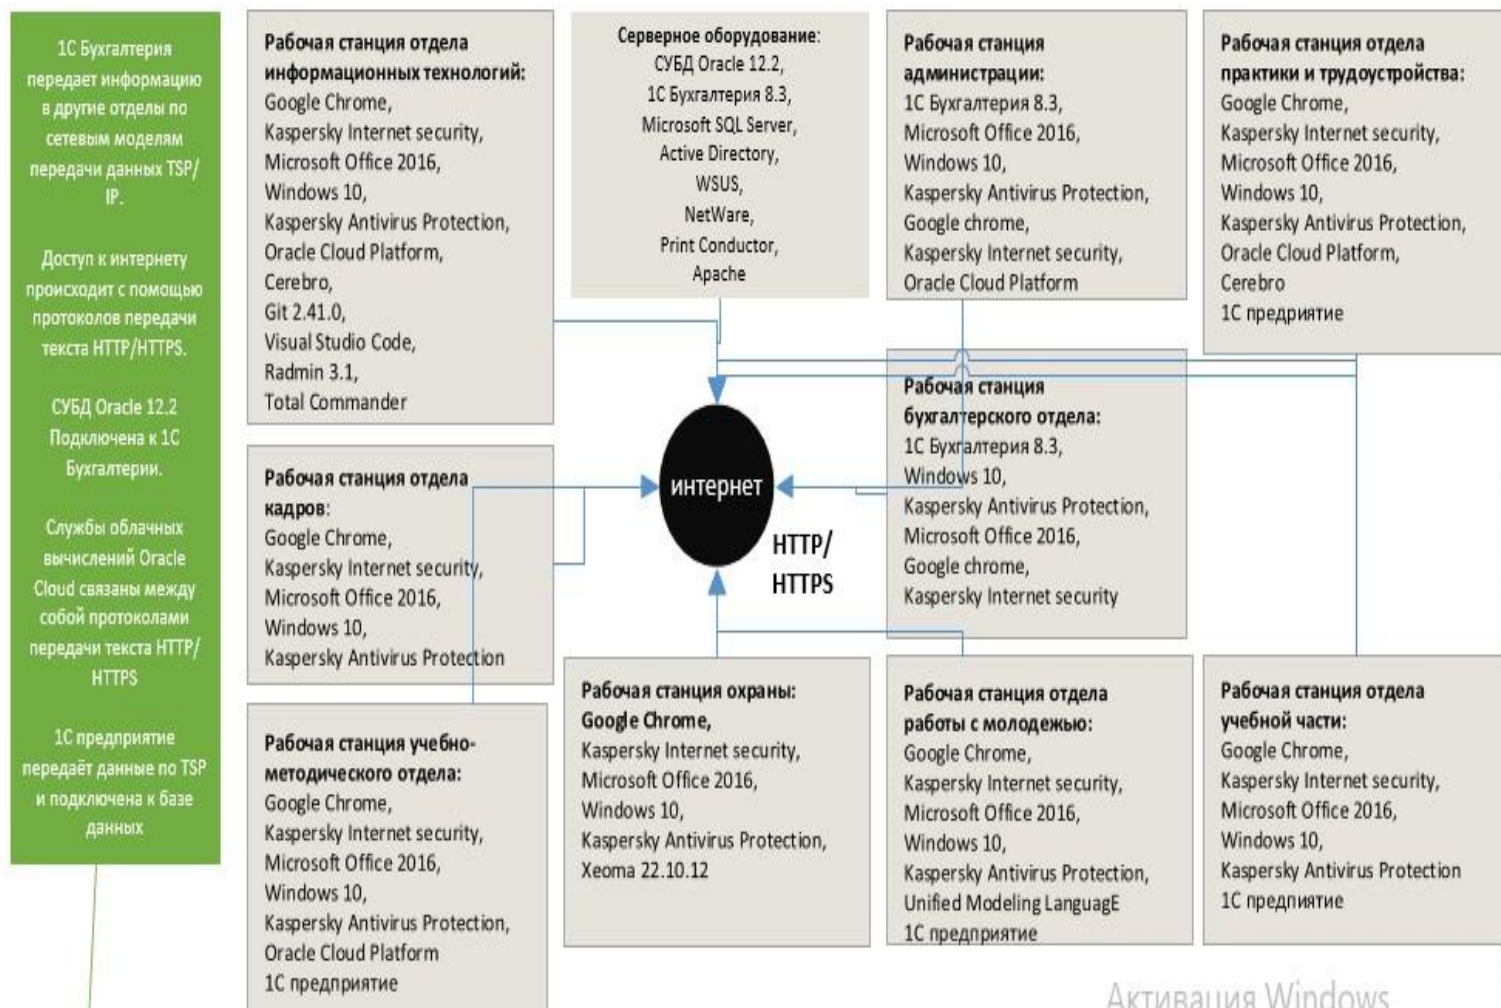 1С Бухгалтерия
передает информацию
в другие отделы по
сетевым моделям
передачи данных TSP/
IP.
Доступ к интернету
происходит с помощью
протоколов передачи
текста HTTP/HTTPS.
СУБД Oracle 12.2
Подключена к 1С
Бухгалтерии.
Службы облачных
вычислений Oracle
Cloud связаны между
собой протоколами
передачи текста HTTP/
HTTPS
1С предприятие
передаёт данные по TSP
и подключена к базе
данных
Рабочая станция отдела
информационных технологий:
Google Chrome,
Kaspersky Internet security,
Microsoft Office 2016,
Windows 10,
Kaspersky Antivirus Protection,
Oracle Cloud Platform,
Cerebro,
Git 2.41.0,
Visual Studio Code,
Radmin 3.1,
Total Commander
Серверное оборудование:
СУБД Oracle 12.2,
1С Бухгалтерия 8.3,
Microsoft SQL Server,
Active Directory,
WSUS,
NetWare,
Print Conductor,
Apache
Рабочая станция
администрации:
1С Бухгалтерия 8.3,
Microsoft Office 2016,
Windows 10,
Kaspersky Antivirus Protection,
Google chrome,
Kaspersky Internet security,
Oracle Cloud Platform
Рабочая станция отдела
практики и трудоустройства:
Google Chrome,
Kaspersky Internet security,
Microsoft Office 2016,
Windows 10,
Kaspersky Antivirus Protection,
Oracle Cloud Platform,
Cerebro
1С предприятие
Рабочая станция отдела
кадров:
Google Chrome,
Kaspersky Internet security,
Microsoft Office 2016,
Windows 10,
Kaspersky Antivirus Protection
интернет
HTTP/
HTTPS
Рабочая станция
бухгалтерского отдела:
1С Бухгалтерия 8.3,
Windows 10,
Kaspersky Antivirus Protection,
Microsoft Office 2016,
Google chrome,
Kaspersky Internet security
Рабочая станция учебно-
методического отдела:
Google Chrome,
Kaspersky Internet security,
Microsoft Office 2016,
Windows 10,
Kaspersky Antivirus Protection,
Oracle Cloud Platform
1С предприятие
Рабочая станция охраны:
Google Chrome,
Kaspersky Internet security,
Microsoft Office 2016,
Windows 10,
Kaspersky Antivirus Protection,
Xeoma 22.10.12
Рабочая станция отдела
работы с молодежью:
Google Chrome,
Kaspersky Internet security,
Microsoft Office 2016,
Windows 10,
Kaspersky Antivirus Protection,
Unified Modeling LanguagE
1С предприятие
Рабочая станция отдела
учебной части:
Google Chrome,
Kaspersky Internet security,
Microsoft Office 2016,
Windows 10,
Kaspersky Antivirus Protection
1С предпиятие
Активация Windows